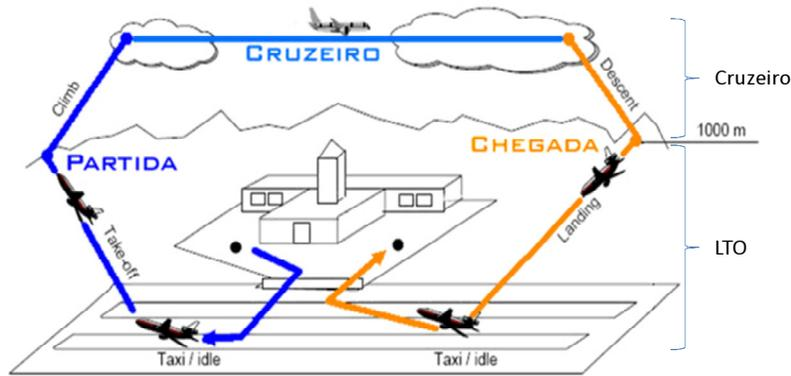 CRUZEIRO
Climb
Descent
Cruzeiro
1000 m
PARTIDA
CHEGADA
Take-off
Landing
LTO
Taxi / idle
Taxi / idle